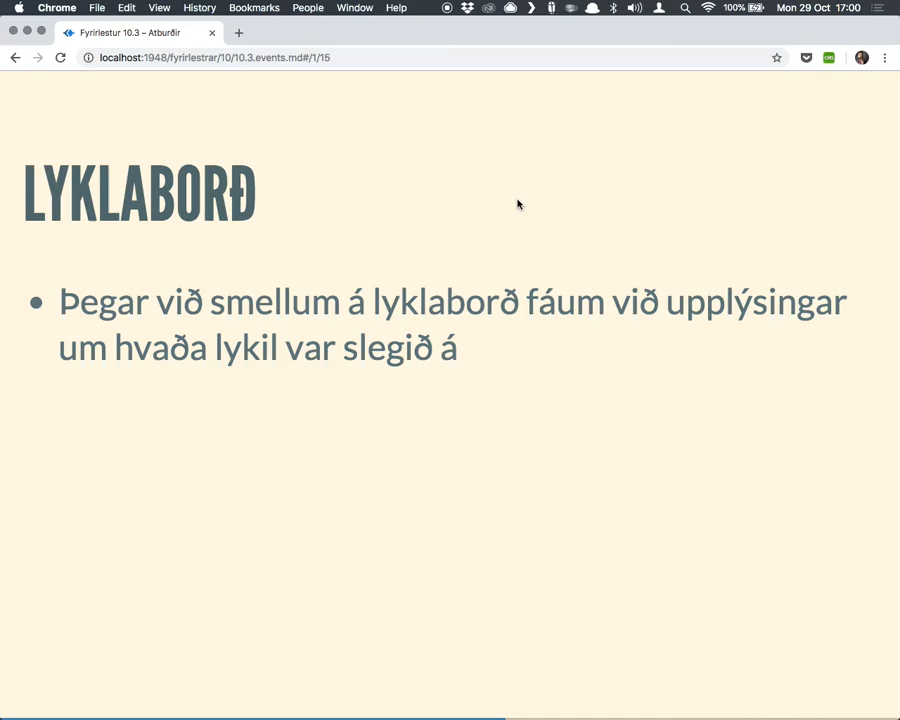 Chrome File Edit View History Bookmarks People Window Help 100% Mon 29 Oct 17:00
Fyrirlestur 10.3 – Atburðir
localhost:1948/fyrirlestrar/10/10.3.events.md#/1/15
LYKLABORÐ
Þegar við smellum á lyklaborð fáum við upplýsingar
um hvaða lykil var slegið á